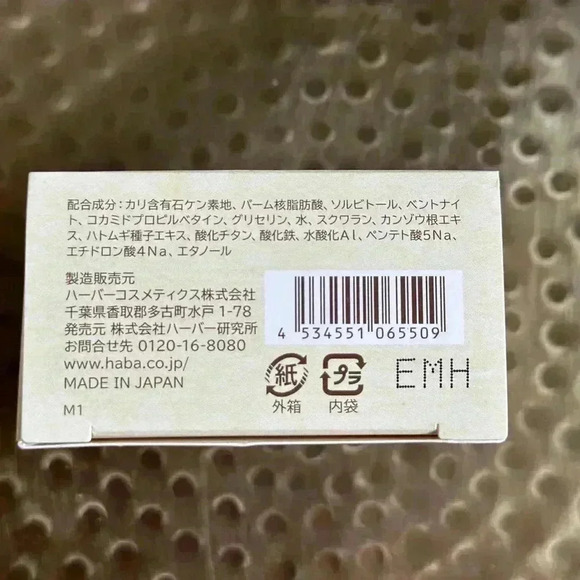 配合成分：カリ含有石ケン素地、パーム核脂肪酸、ソルビトール、ベントナイ
ト、コカミドプロピルベタイン、グリセリン、水、スクワラン、カンゾウ根エキ
ス、ハトムギ種子エキス、酸化チタン、酸化鉄、水酸化Ａｌ、ペンテト酸５Ｎａ、
エチドロン酸４Ｎａ、エタノール
製造販売元
ハーバーコスメティクス株式会社
千葉県香取郡多古町水戸 1-78
発売元 株式会社ハーバー研究所
お問合せ先 0120-16-8080
www.haba.co.jp/
MADE IN JAPAN
M1
4 534551 065509
紙
外箱
プラ
内袋
EMH